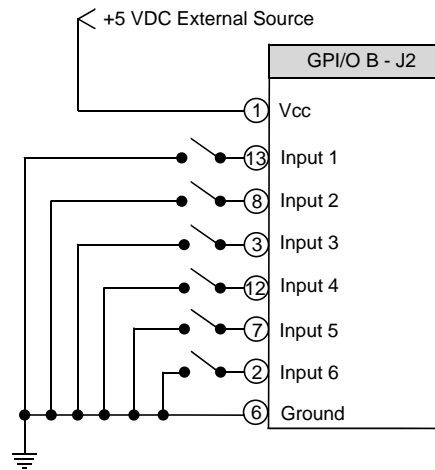 +5 VDC External Source
GPI/O B - J2
1 Vcc
13 Input 1
8 Input 2
3 Input 3
12 Input 4
7 Input 5
2 Input 6
6 Ground